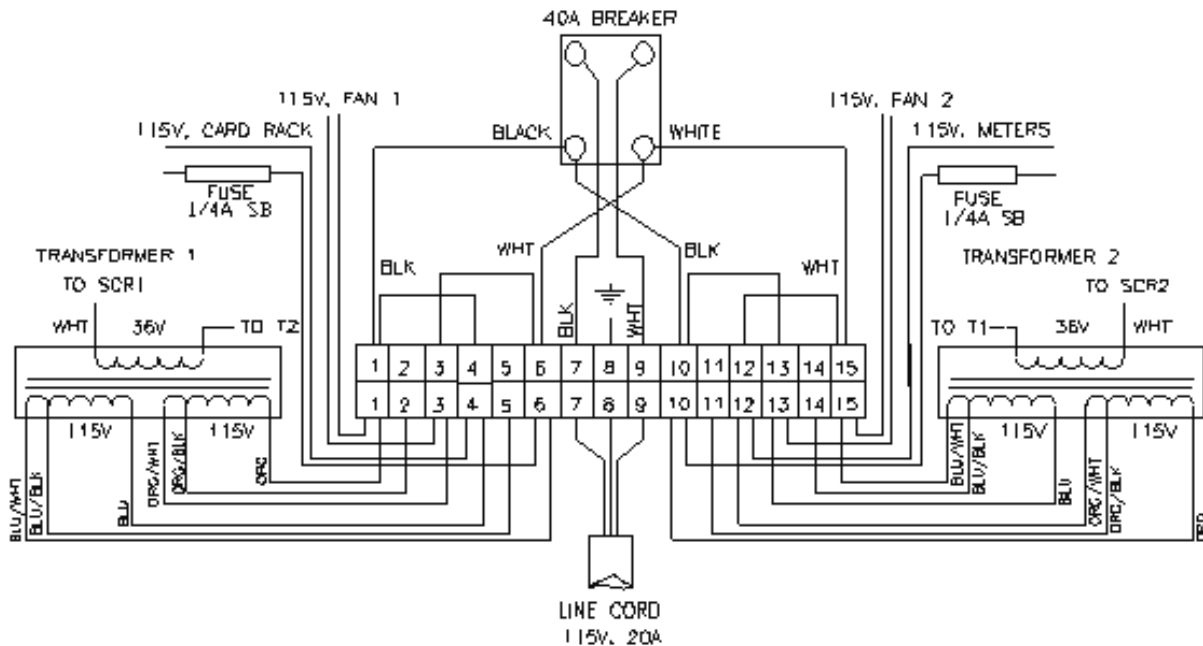 40A BREAKER
115V, FAN 1
115V, FAN 2
115V, CARD RACK
BLACK
WHITE
115V, METERS
FUSE
1/4A SB
FUSE
1/4A SB
TRANSFORMER 1
TO SCR1
WHT
36V
TO T2
BLK
WHT
BLK
WHT
BLK
WHT
TRANSFORMER 2
TO SCR2
TO T1
36V
WHT
1 2 3 4 5 6 7 8 9 10 11 12 13 14 15
1 2 3 4 5 6 7 8 9 10 11 12 13 14 15
115V
115V
115V
115V
BLU/WHT
BLU/BLK
BLU
ORG/WHT
ORG/BLK
ORG
BLU/WHT
BLU/BLK
BLU
ORG/WHT
ORG/BLK
ORG
LINE CORD
115V, 20A